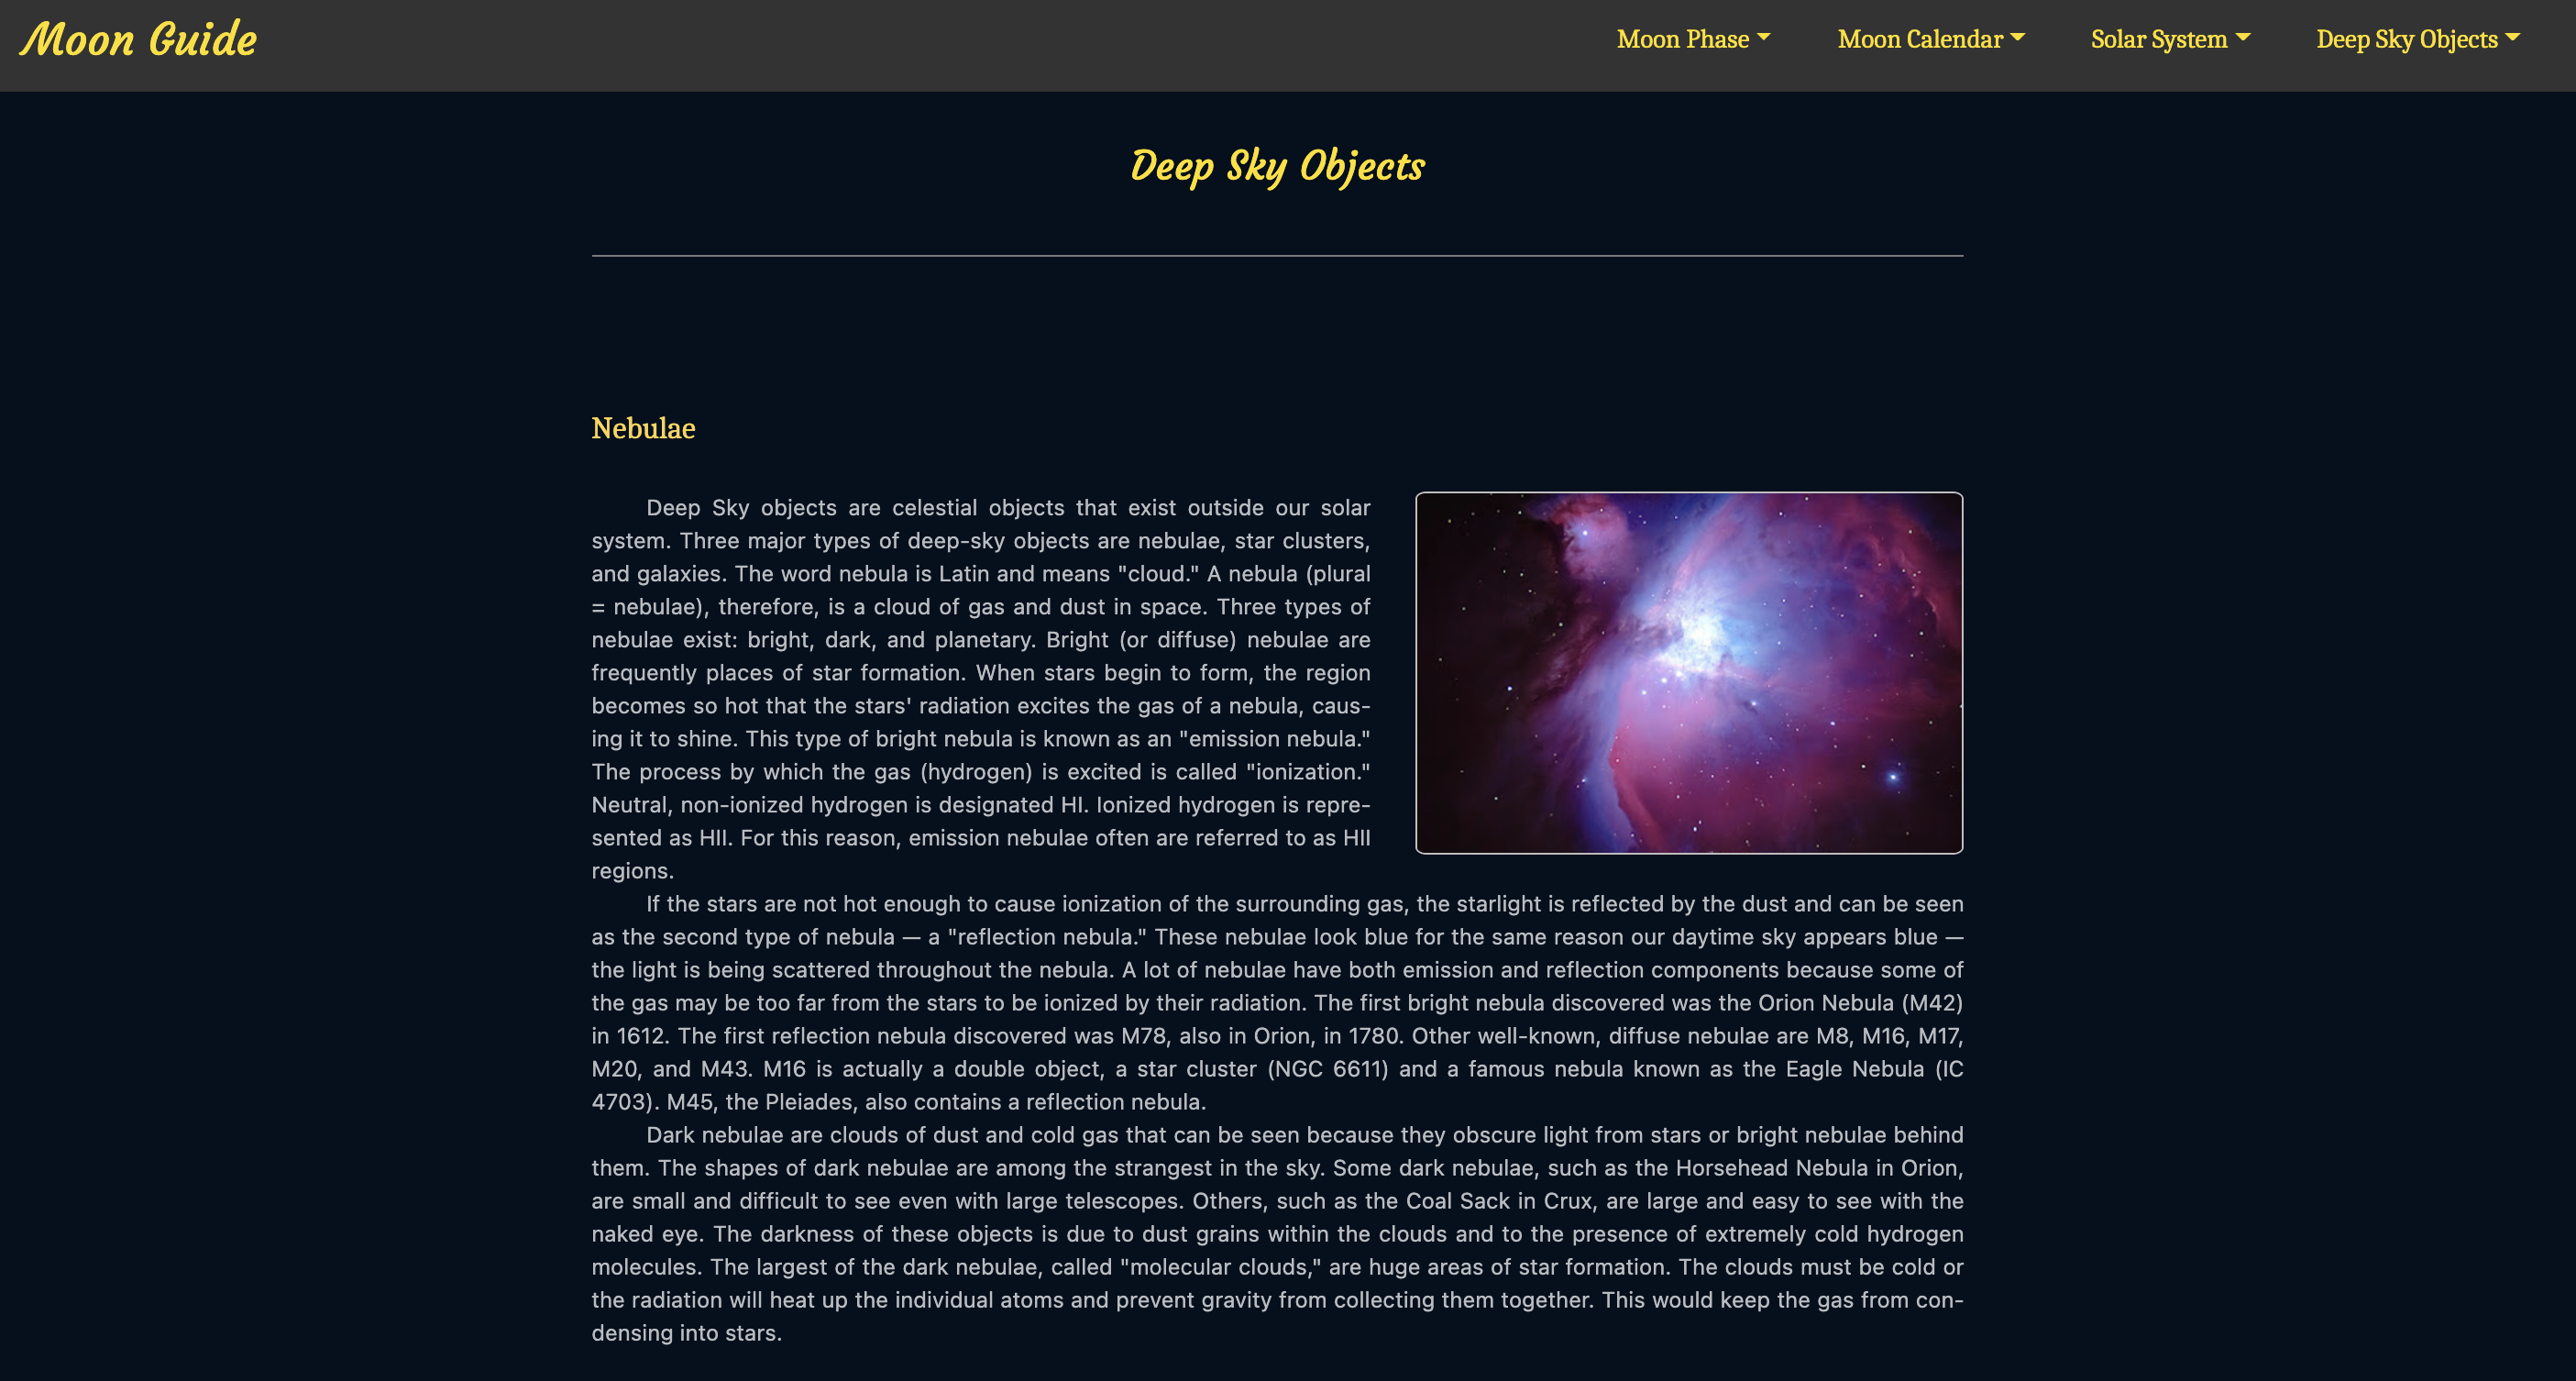 Moon Guide
Moon Phase
Moon Calendar
Solar System
Deep Sky Objects
Deep Sky Objects
Nebulae
Deep Sky objects are celestial objects that exist outside our solar
system. Three major types of deep-sky objects are nebulae, star clusters,
and galaxies. The word nebula is Latin and means "cloud." A nebula (plural
= nebulae), therefore, is a cloud of gas and dust in space. Three types of
nebulae exist: bright, dark, and planetary. Bright (or diffuse) nebulae are
frequently places of star formation. When stars begin to form, the region
becomes so hot that the stars' radiation excites the gas of a nebula, caus-
ing it to shine. This type of bright nebula is known as an "emission nebula."
The process by which the gas (hydrogen) is excited is called "ionization."
Neutral, non-ionized hydrogen is designated HI. Ionized hydrogen is repre-
sented as HII. For this reason, emission nebulae often are referred to as HII
regions.
If the stars are not hot enough to cause ionization of the surrounding gas, the starlight is reflected by the dust and can be seen
as the second type of nebula — a "reflection nebula." These nebulae look blue for the same reason our daytime sky appears blue —
the light is being scattered throughout the nebula. A lot of nebulae have both emission and reflection components because some of
the gas may be too far from the stars to be ionized by their radiation. The first bright nebula discovered was the Orion Nebula (M42)
in 1612. The first reflection nebula discovered was M78, also in Orion, in 1780. Other well-known, diffuse nebulae are M8, M16, M17,
M20, and M43. M16 is actually a double object, a star cluster (NGC 6611) and a famous nebula known as the Eagle Nebula (IC
4703). M45, the Pleiades, also contains a reflection nebula.
Dark nebulae are clouds of dust and cold gas that can be seen because they obscure light from stars or bright nebulae behind
them. The shapes of dark nebulae are among the strangest in the sky. Some dark nebulae, such as the Horsehead Nebula in Orion,
are small and difficult to see even with large telescopes. Others, such as the Coal Sack in Crux, are large and easy to see with the
naked eye. The darkness of these objects is due to dust grains within the clouds and to the presence of extremely cold hydrogen
molecules. The largest of the dark nebulae, called "molecular clouds," are huge areas of star formation. The clouds must be cold or
the radiation will heat up the individual atoms and prevent gravity from collecting them together. This would keep the gas from con-
densing into stars.